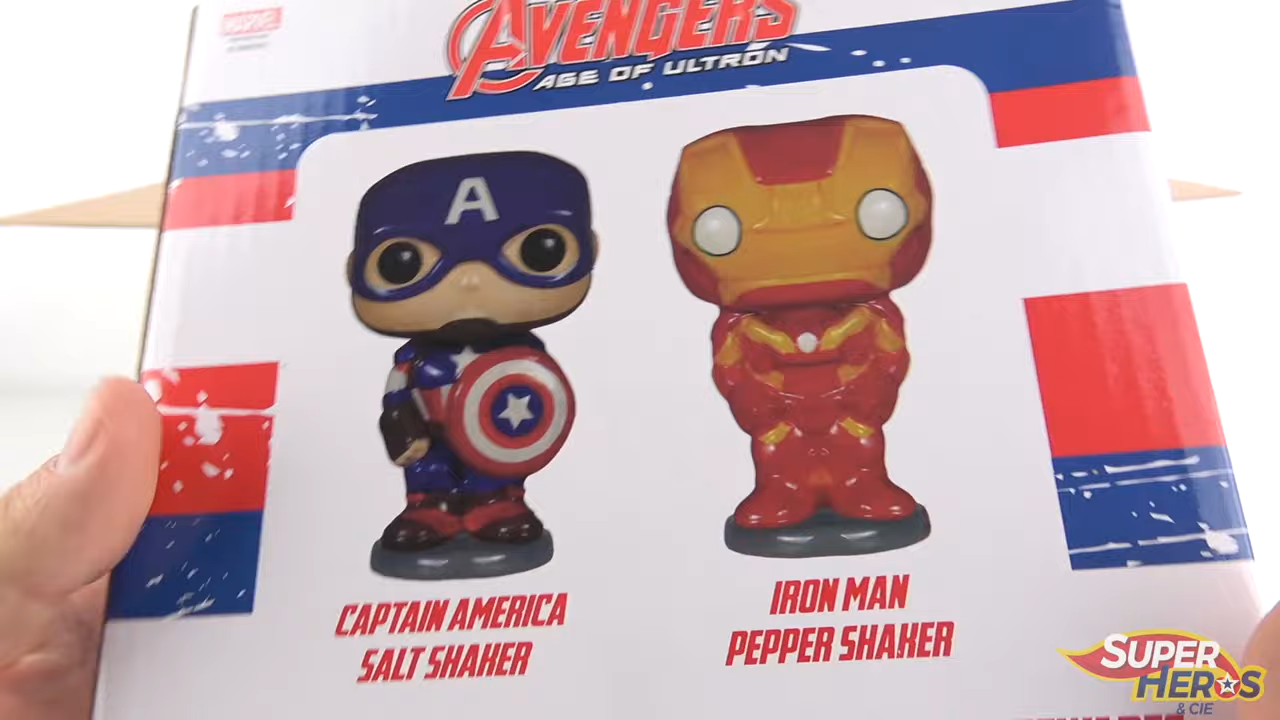 MARVEL
AVENGERS
AGE OF ULTRON
A
CAPTAIN AMERICA
SALT SHAKER
IRON MAN
PEPPER SHAKER
SUPER
HEROS
& CIE